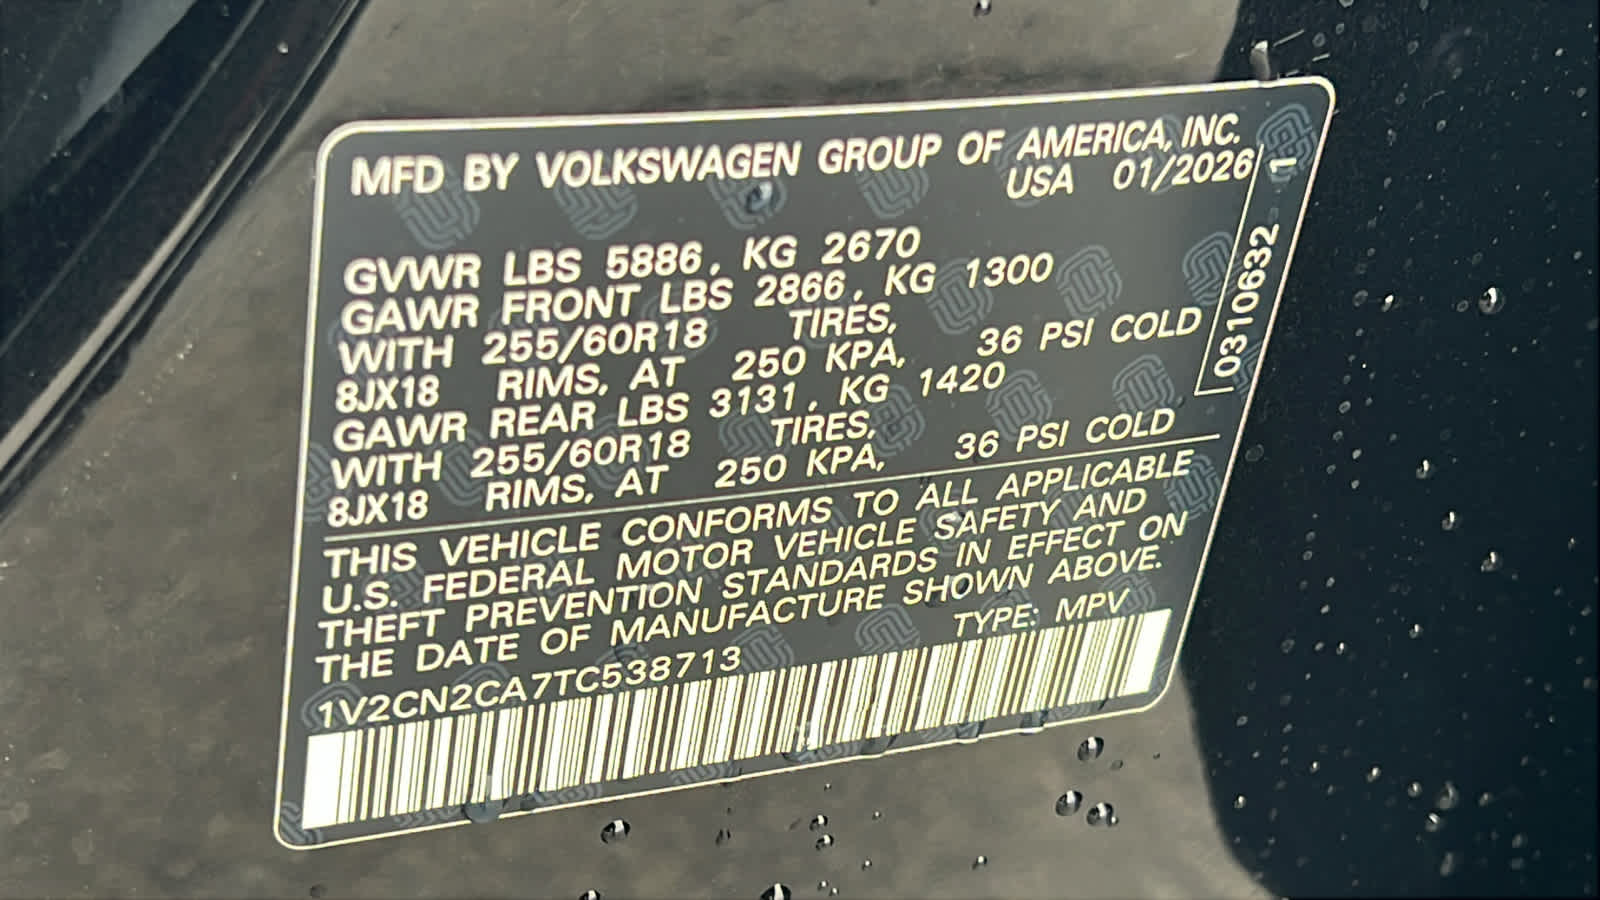 MFD BY VOLKSWAGEN GROUP OF AMERICA, INC.
USA 01/2026
GVWR LBS 5886, KG 2670
GAWR FRONT LBS 2866, KG 1300
WITH 255/60R18 TIRES,
8JX18 RIMS, AT 250 KPA, 36 PSI COLD
GAWR REAR LBS 3131, KG 1420
WITH 255/60R18 TIRES,
8JX18 RIMS, AT 250 KPA, 36 PSI COLD
THIS VEHICLE CONFORMS TO ALL APPLICABLE
U.S. FEDERAL MOTOR VEHICLE SAFETY AND
THEFT PREVENTION STANDARDS IN EFFECT ON
THE DATE OF MANUFACTURE SHOWN ABOVE.
1V2CN2CA7TC538713 TYPE: MPV
0310632 1